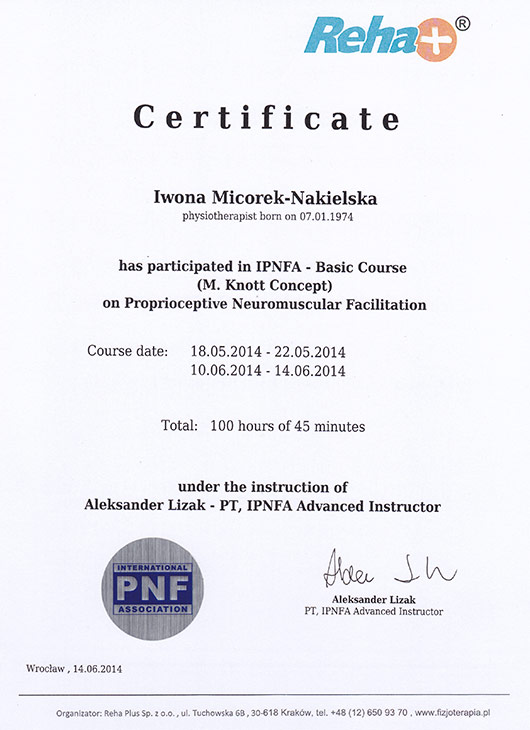 Reha+®
Certificate
Iwona Micorek-Nakielska
physiotherapist born on 07.01.1974
has participated in IPNFA - Basic Course
(M. Knott Concept)
on Proprioceptive Neuromuscular Facilitation
Course date: 18.05.2014 - 22.05.2014
10.06.2014 - 14.06.2014
Total: 100 hours of 45 minutes
under the instruction of
Aleksander Lizak - PT, IPNFA Advanced Instructor
INTERNATIONAL
PNF
ASSOCIATION
Aleksander Lizak
PT, IPNFA Advanced Instructor
Wrocław , 14.06.2014
Organizator: Reha Plus Sp. z o.o. , ul. Tuchowska 6B , 30-618 Kraków, tel. +48 (12) 650 93 70 , www.fizjoterapia.pl